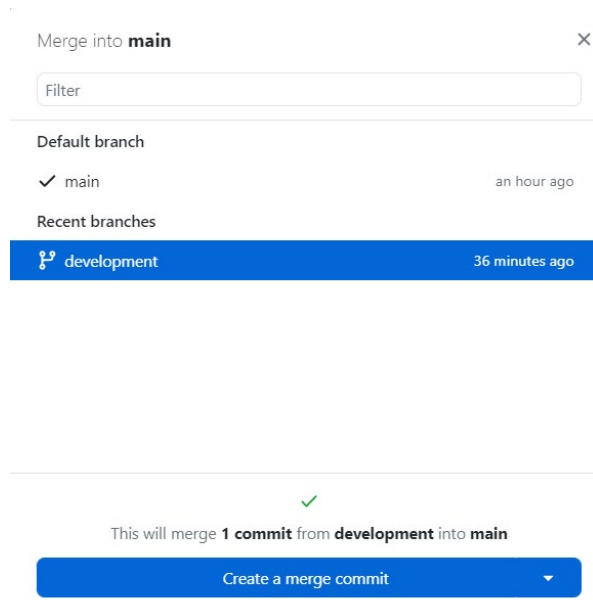 Merge into main
Filter
Default branch
main an hour ago
Recent branches
development 36 minutes ago
This will merge 1 commit from development into main
Create a merge commit